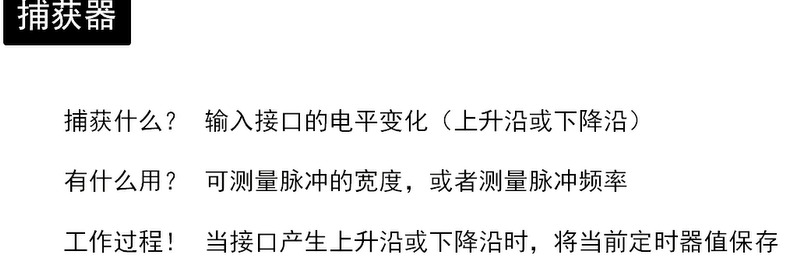 捕获器
捕获什么？ 输入接口的电平变化（上升沿或下降沿）
有什么用？ 可测量脉冲的宽度，或者测量脉冲频率
工作过程！ 当接口产生上升沿或下降沿时，将当前定时器值保存